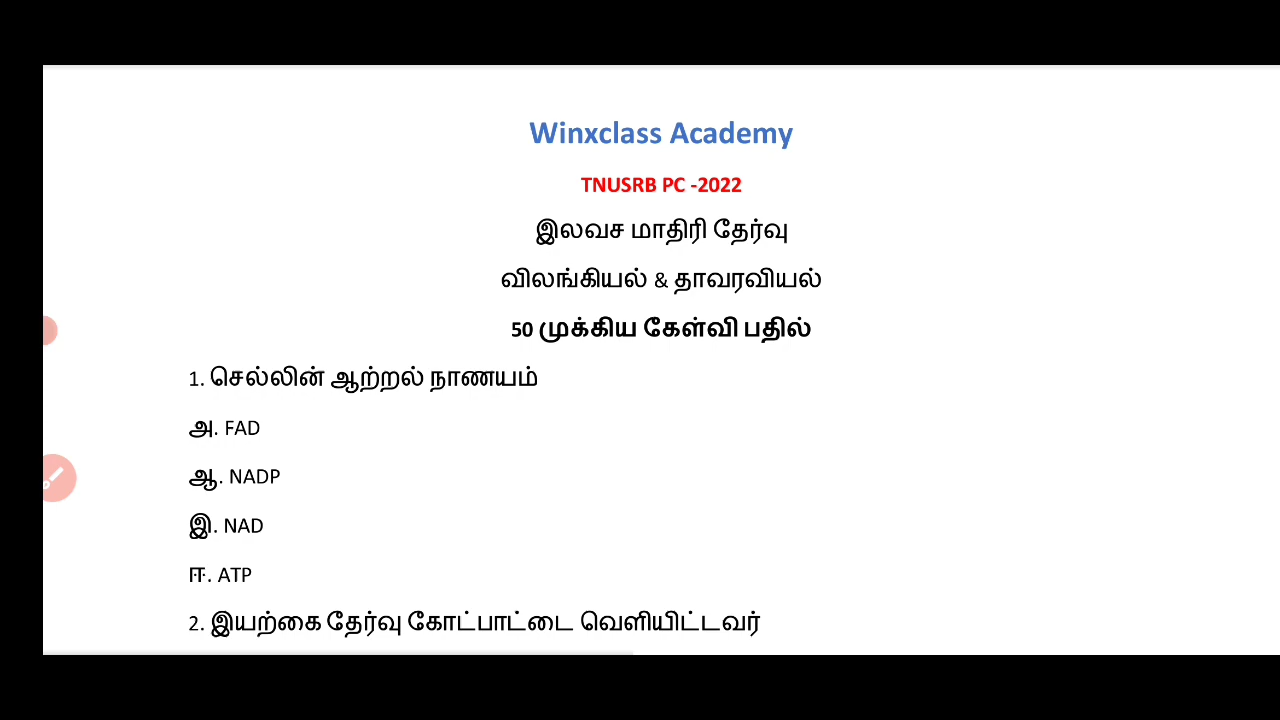 Winxclass Academy
TNUSRB PC -2022
இலவச மாதிரி தேர்வு
விலங்கியல் & தாவரவியல்
50 முக்கிய கேள்வி பதில்
1. செல்லின் ஆற்றல் நாணயம்
அ. FAD
ஆ. NADP
இ. NAD
ஈ. ATP
2. இயற்கை தேர்வு கோட்பாட்டை வெளியிட்டவர்